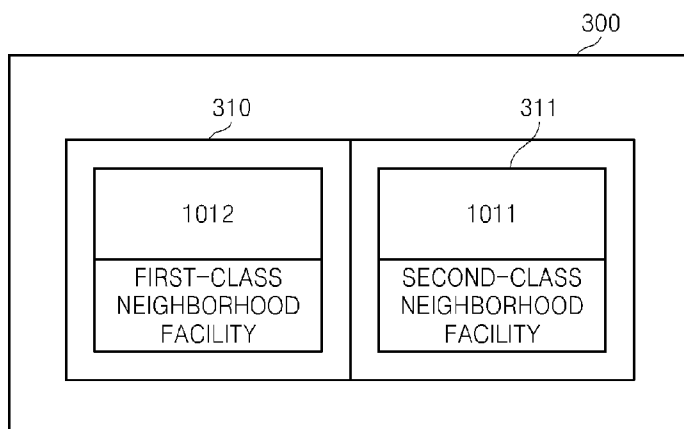 300
310
311
1012
1011
FIRST-CLASS
NEIGHBORHOOD
FACILITY
SECOND-CLASS
NEIGHBORHOOD
FACILITY